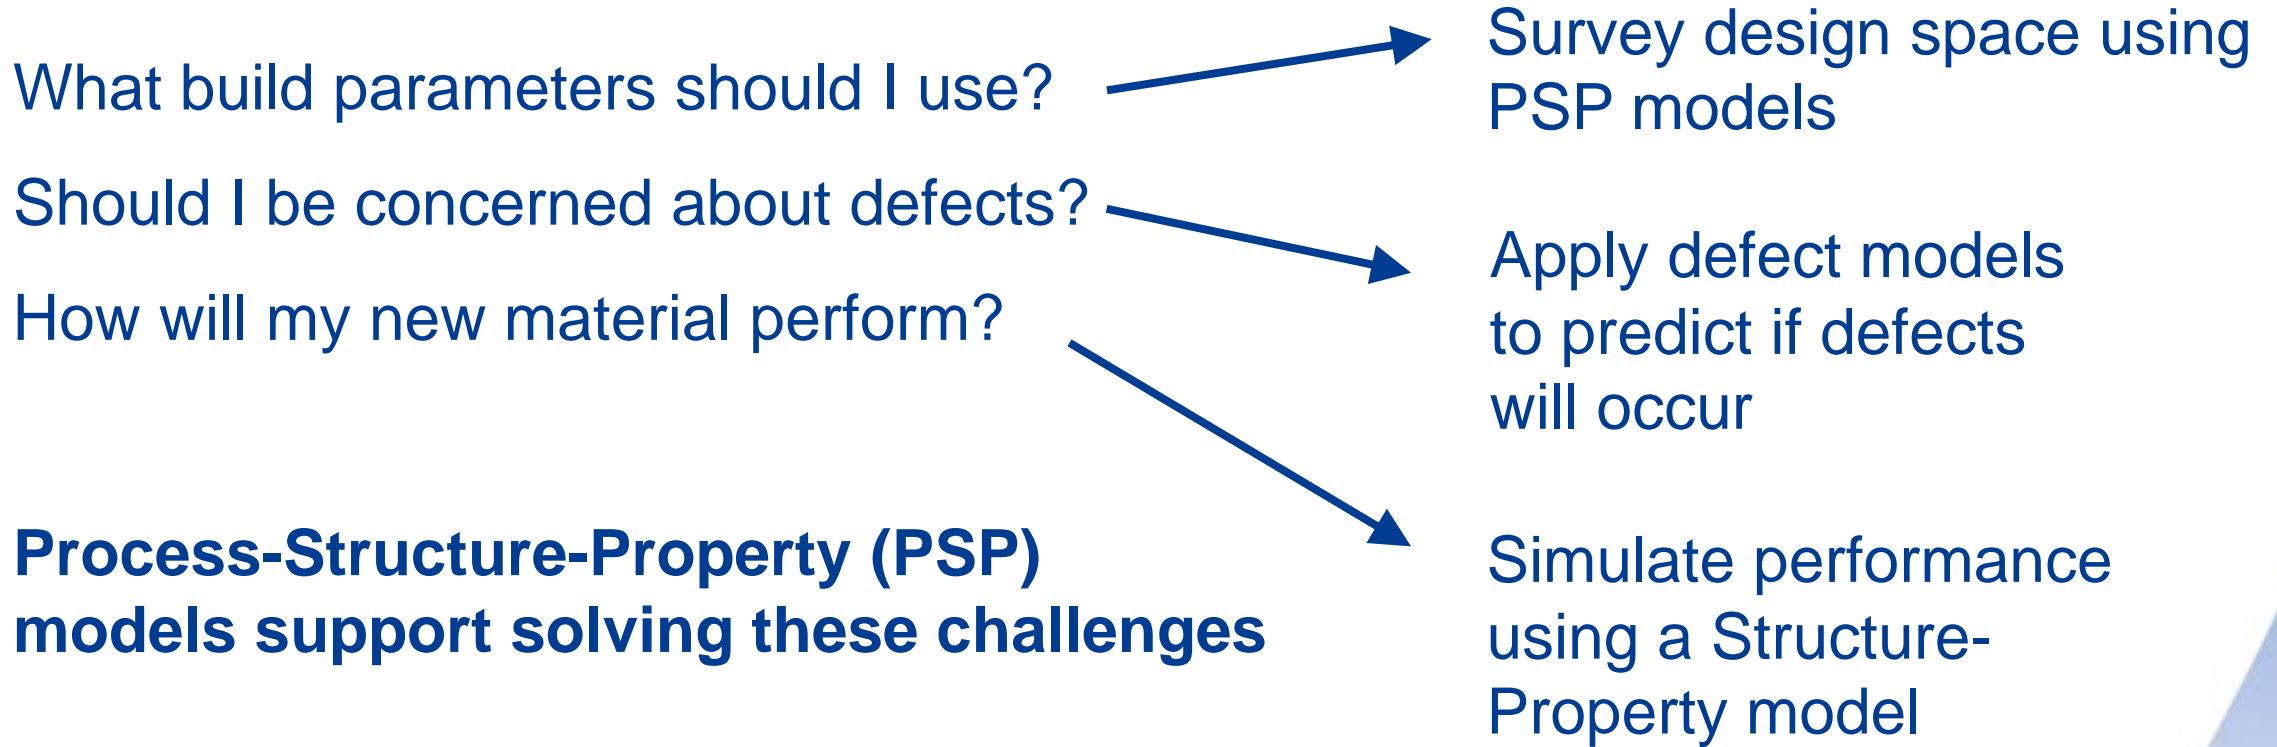 What build parameters should I use?
Should I be concerned about defects?
How will my new material perform?
Process-Structure-Property (PSP)
models support solving these challenges
Survey design space using
PSP models
Apply defect models
to predict if defects
will occur
Simulate performance
using a Structure-
Property model